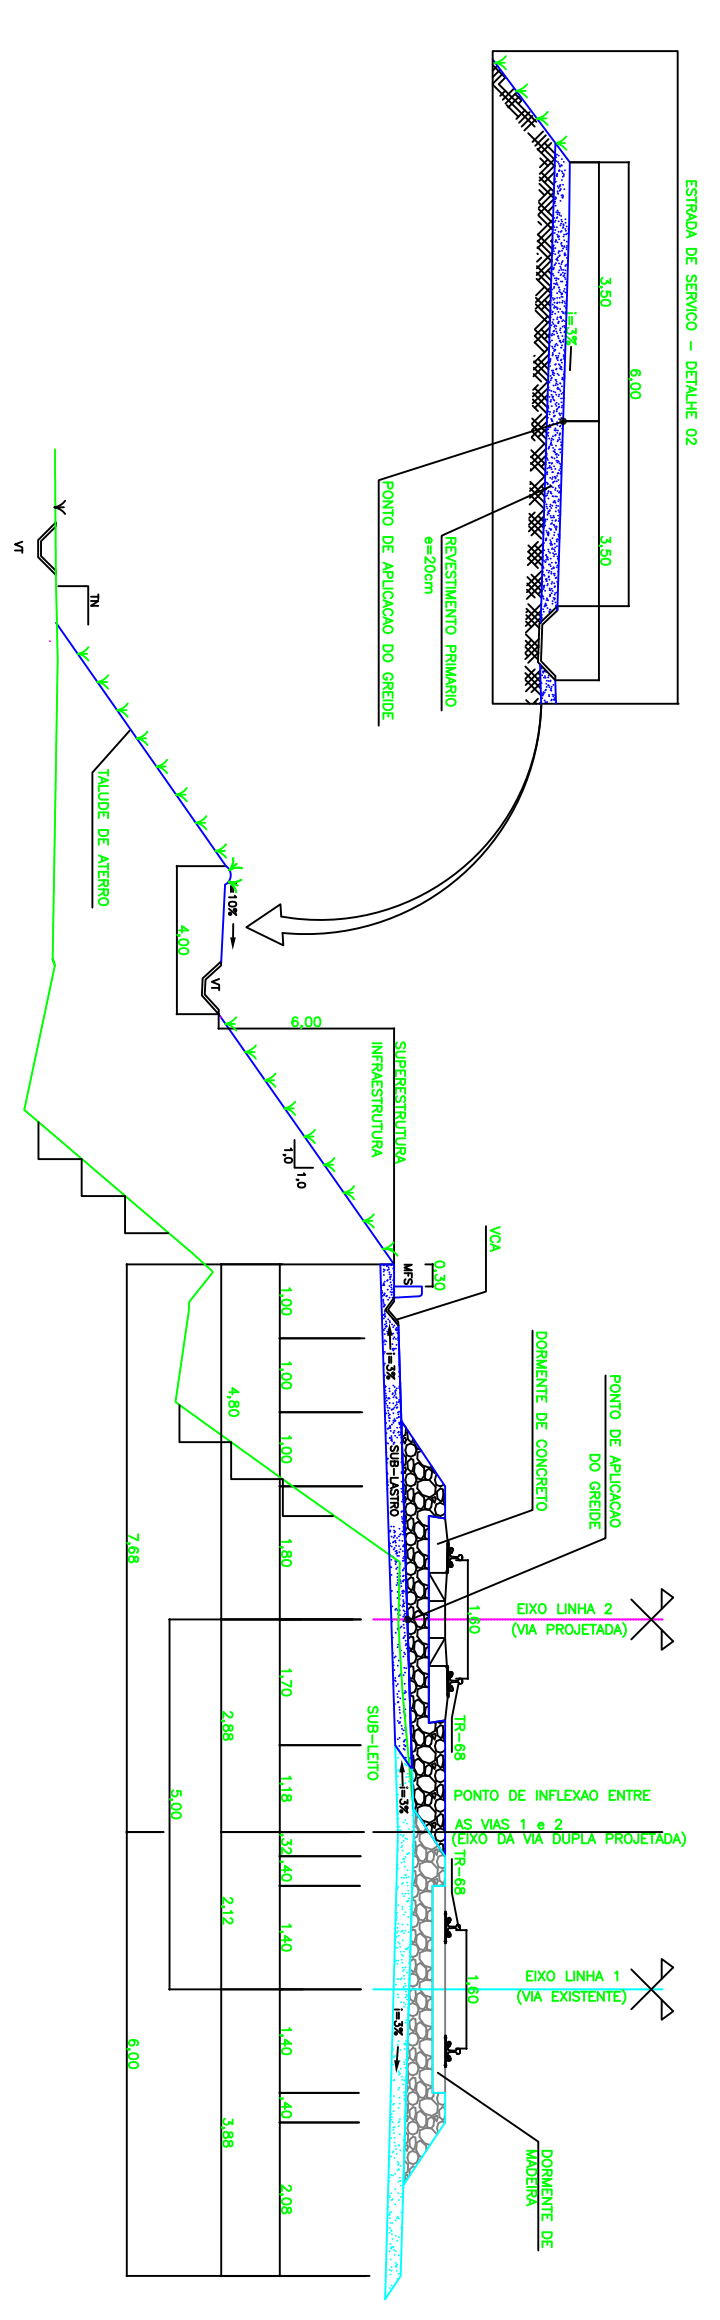 ESTRADA DE SERVICO - DETALHE 02
6,00
3,50
3,50
i=3%
REVESTIMENTO PRIMARIO
e=20cm
PONTO DE APLICACAO DO GREIDE
VT
TN
TALUDE DE ATERRO
i=10%
4,00
VT
6,00
SUPERESTRUTURA
INFRAESTRUTURA
1,0
1,0
VCA
0,30
MFS
i=3%
SUB-LASTRO
DORMENTE DE CONCRETO
PONTO DE APLICACAO
DO GREIDE
1,60
EIXO LINHA 2
(VIA PROJETADA)
TR-68
SUB-LEITO
i=3%
PONTO DE INFLEXAO ENTRE
AS VIAS 1 e 2
(EIXO DA VIA DUPLA PROJETADA)
TR-68
1,60
EIXO LINHA 1
(VIA EXISTENTE)
i=3%
DORMENTE DE
MADEIRA
1,00
1,00
1,00
1,80
1,70
1,18
,32
,40
1,40
1,40
,40
2,08
4,80
2,88
2,12
3,88
5,00
7,68
6,00